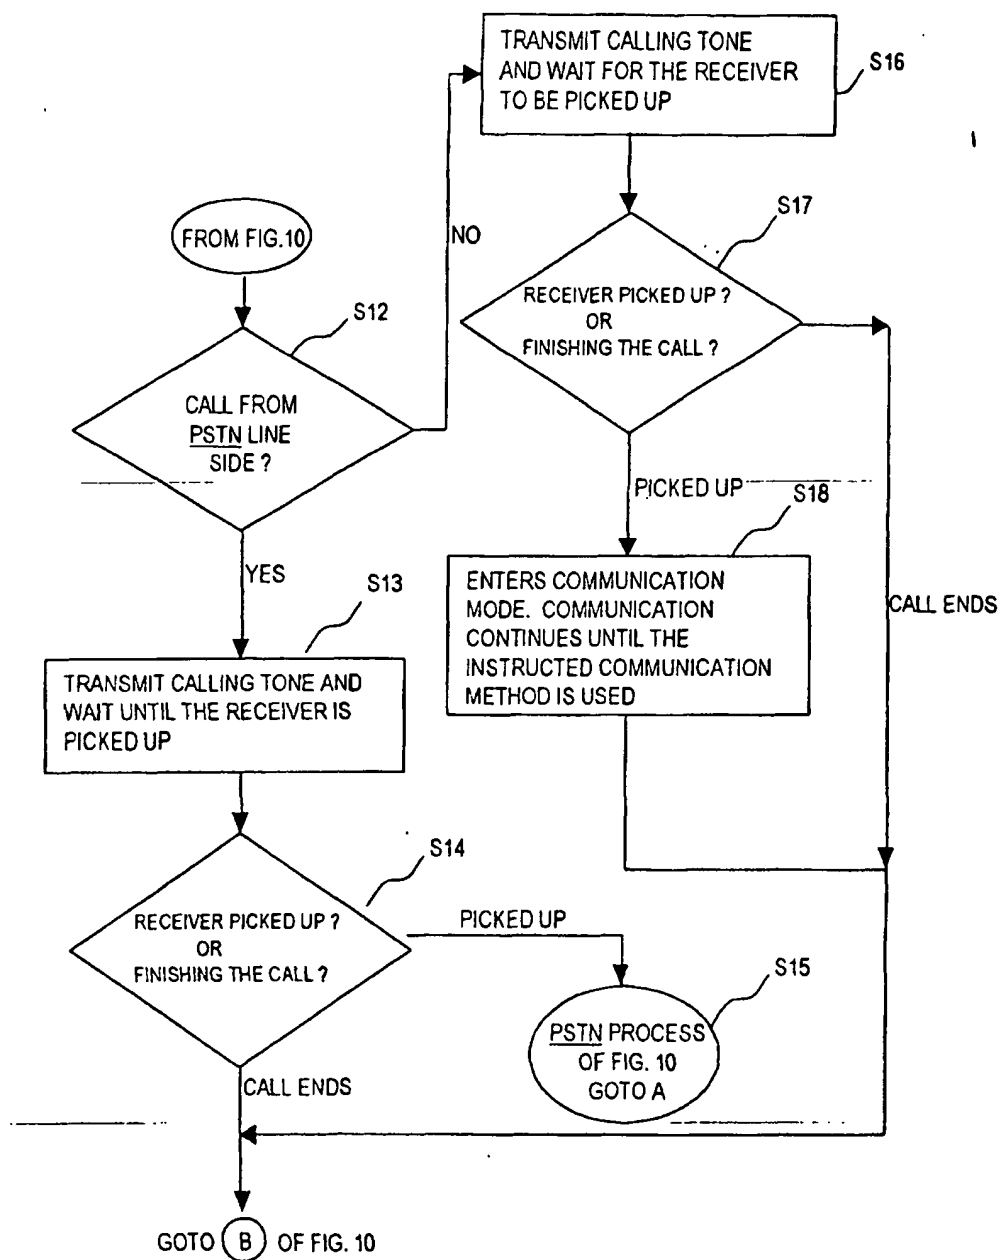 TRANSMIT CALLING TONE
AND WAIT FOR THE RECEIVER
TO BE PICKED UP
S16
FROM FIG.10
NO
S17
RECEIVER PICKED UP ?
OR
FINISHING THE CALL ?
S12
CALL FROM
PSTN LINE
SIDE ?
PICKED UP
S18
YES
S13
ENTERS COMMUNICATION
MODE. COMMUNICATION
CONTINUES UNTIL THE
INSTRUCTED COMMUNICATION
METHOD IS USED
CALL ENDS
TRANSMIT CALLING TONE AND
WAIT UNTIL THE RECEIVER IS
PICKED UP
S14
RECEIVER PICKED UP ?
OR
FINISHING THE CALL ?
PICKED UP
S15
PSTN PROCESS
OF FIG. 10
GOTO A
CALL ENDS
GOTO B OF FIG. 10